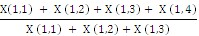 X(1,1) + X (1,2) + X (1,3) + X (1,4)
X (1,1) + X (1,2) + X (1,3)